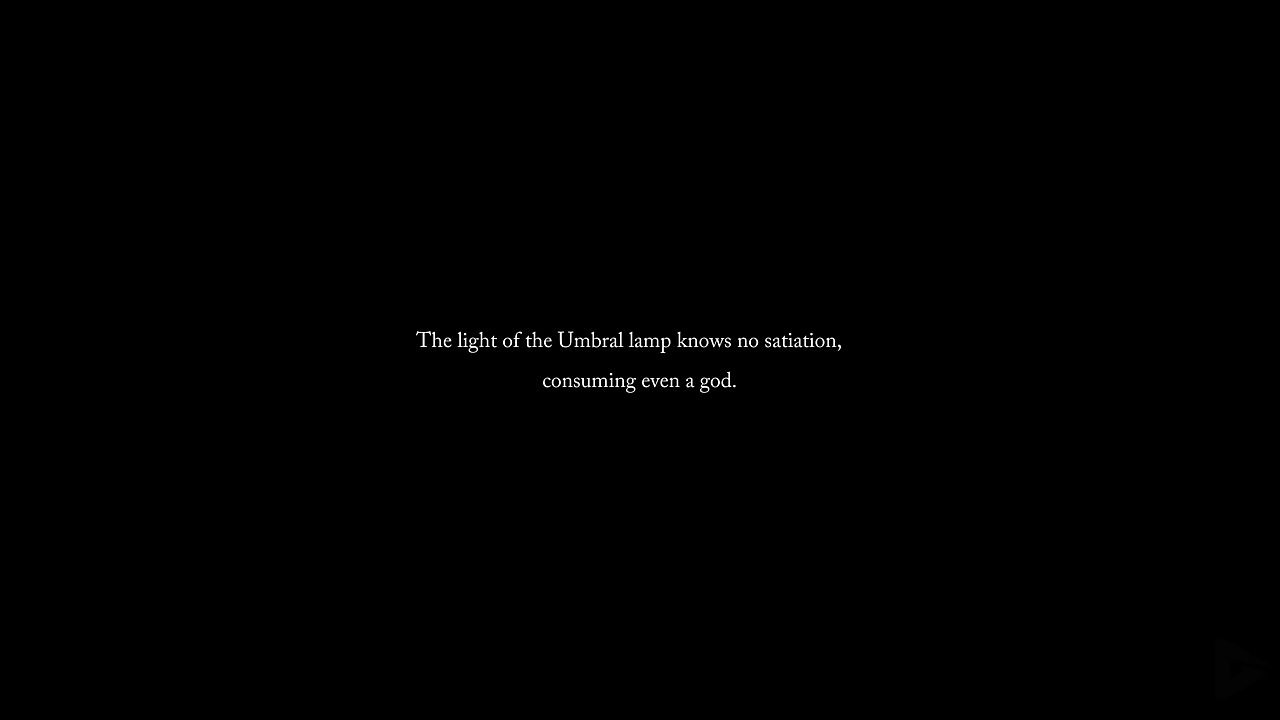 The light of the Umbral lamp knows no satiation,
consuming even a god.